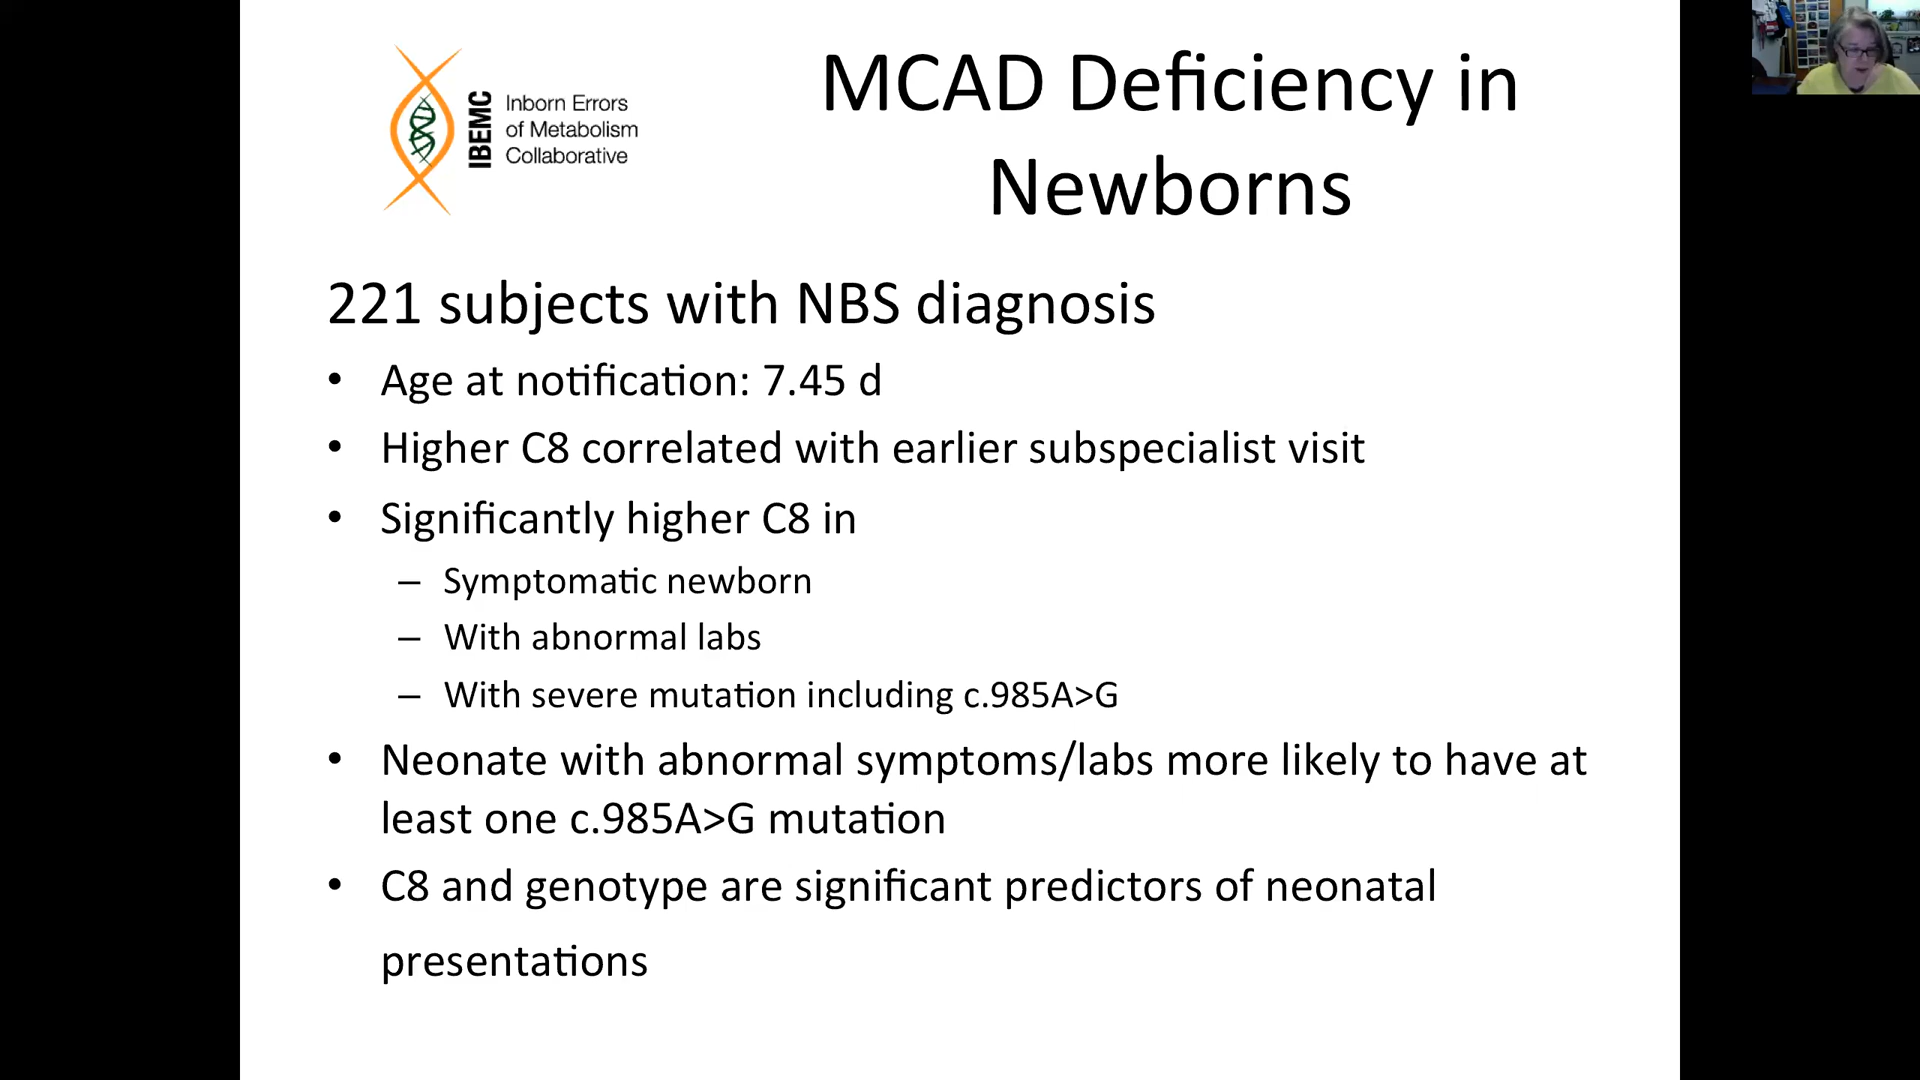 IBEMC
Inborn Errors
of Metabolism
Collaborative
MCAD Deficiency in
Newborns
221 subjects with NBS diagnosis
• Age at notification: 7.45 d
• Higher C8 correlated with earlier subspecialist visit
• Significantly higher C8 in
– Symptomatic newborn
– With abnormal labs
– With severe mutation including c.985A>G
• Neonate with abnormal symptoms/labs more likely to have at
least one c.985A>G mutation
• C8 and genotype are significant predictors of neonatal
presentations